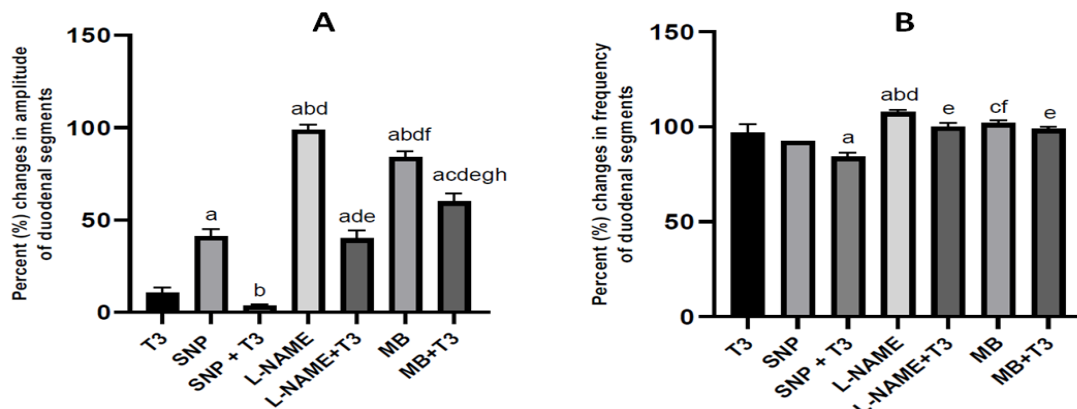 A
Percent (%) changes in amplitude
of duodenal segments
150
100
50
0
a
b
abd
ade
abdf
acdegh
T3
SNP
SNP + T3
L-NAME
L-NAME+T3
MB
MB+T3
B
Percent (%) changes in frequency
of duodenal segments
150
100
50
0
a
abd
e
cf
e
T3
SNP
SNP + T3
L-NAME
L-NAME+T3
MB
MB+T3